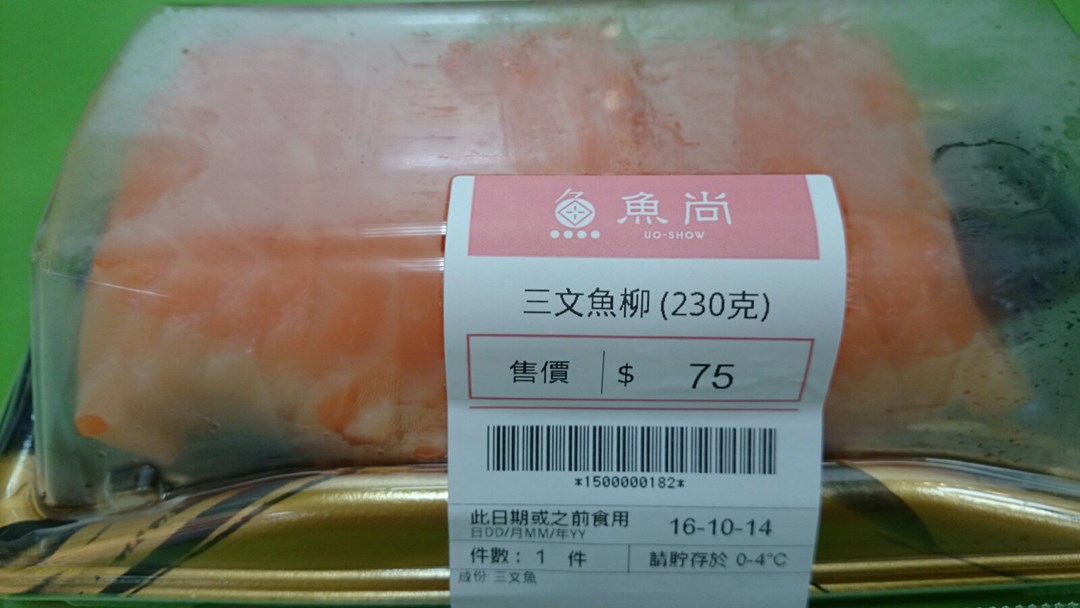 魚尚
UO-SHOW
三文魚柳 (230克)
售價 $ 75
*1500000182*
此日期或之前食用 16-10-14
日DD/月MM/年YY
件數: 1 件 請貯存於 0-4°C
成份: 三文魚